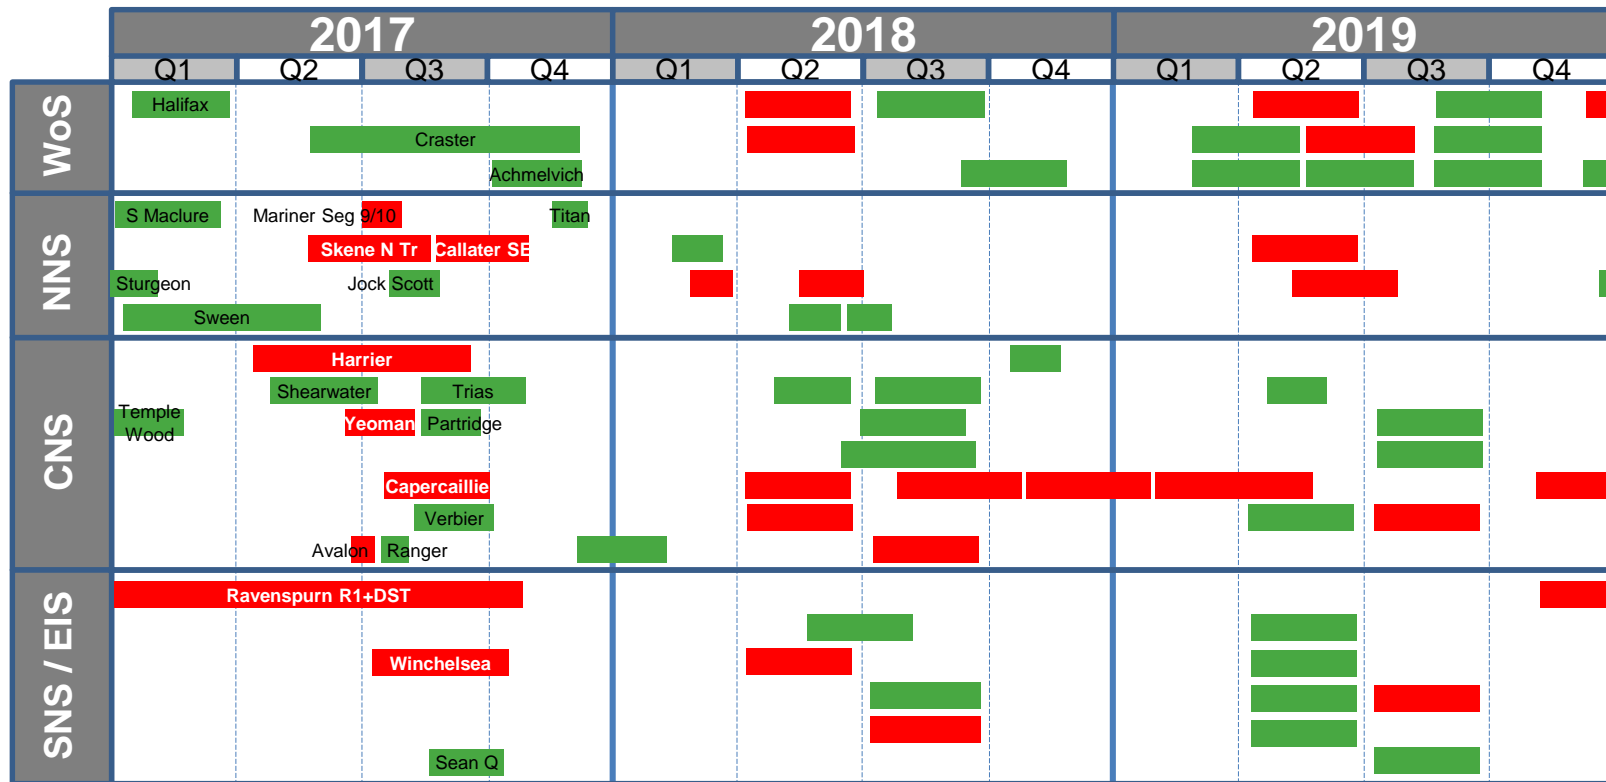 2017 2018 2019
Q1 Q2 Q3 Q4 Q1 Q2 Q3 Q4 Q1 Q2 Q3 Q4
WoS
Halifax
Craster
Achmelvich
NNS
S Maclure Mariner Seg 9/10 Titan
Skene N Tr Callater SE
Sturgeon Jock Scott
Sween
CNS
Harrier
Shearwater Trias
Temple
Wood
Yeoman Partridge
Capercaillie
Verbier
Avalon Ranger
SNS / EIS
Ravenspurn R1+DST
Winchelsea
Sean Q